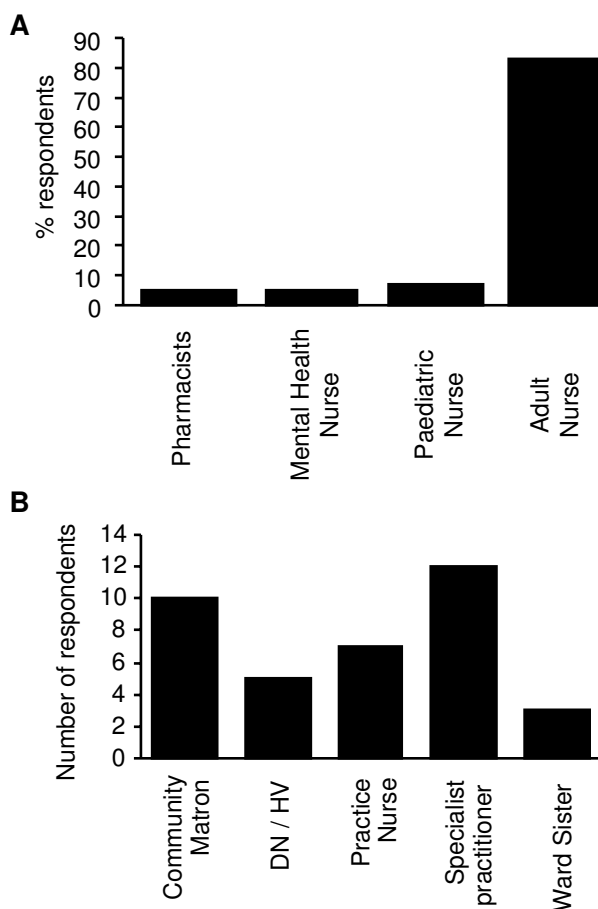 A
% respondents
90
80
70
60
50
40
30
20
10
0
Pharmacists
Mental Health
Nurse
Paediatric
Nurse
Adult
Nurse
B
Number of respondents
14
12
10
8
6
4
2
0
Community
Matron
DN / HV
Practice
Nurse
Specialist
practitioner
Ward Sister